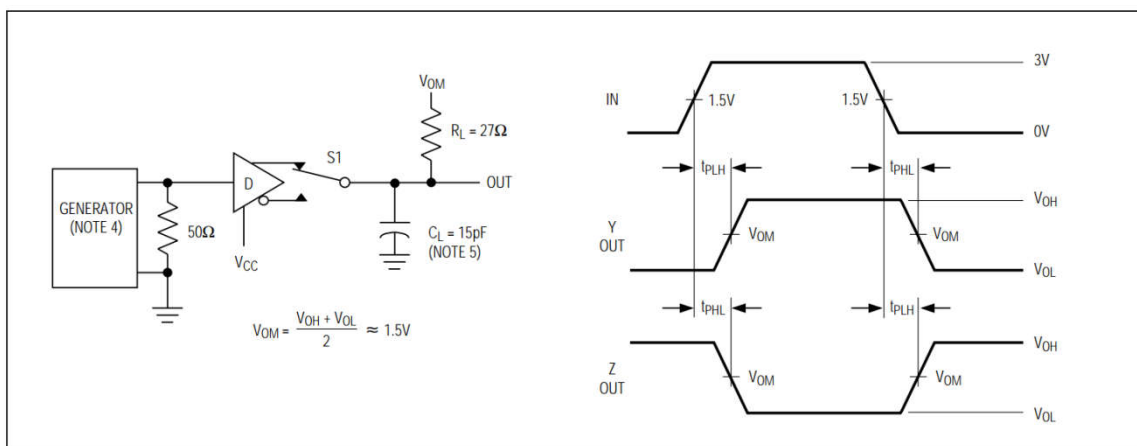 VOM
RL = 27Ω
S1
D
OUT
GENERATOR
(NOTE 4)
50Ω
VCC
CL = 15pF
(NOTE 5)
VOM = VOH + VOL / 2 ≈ 1.5V
3V
IN
1.5V
1.5V
0V
tPLH
tPHL
VOH
Y
OUT
VOM
VOM
VOL
tPHL
tPLH
VOH
Z
OUT
VOM
VOM
VOL